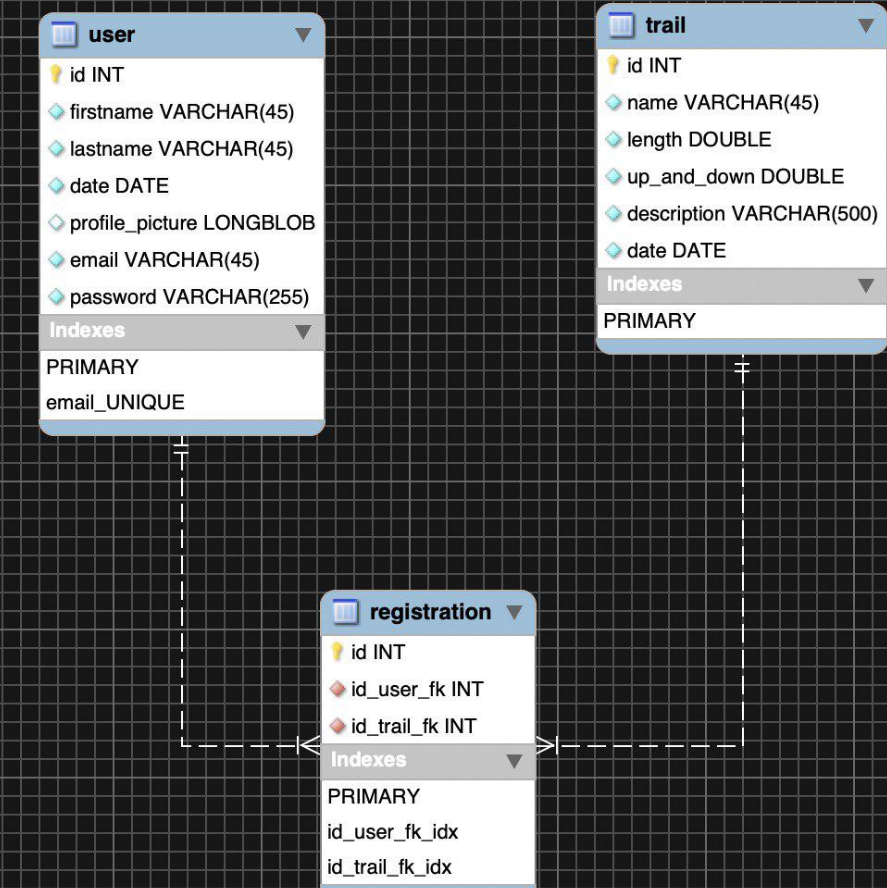 user
id INT
firstname VARCHAR(45)
lastname VARCHAR(45)
date DATE
profile_picture LONGBLOB
email VARCHAR(45)
password VARCHAR(255)
Indexes
PRIMARY
email_UNIQUE
trail
id INT
name VARCHAR(45)
length DOUBLE
up_and_down DOUBLE
description VARCHAR(500)
date DATE
Indexes
PRIMARY
registration
id INT
id_user_fk INT
id_trail_fk INT
Indexes
PRIMARY
id_user_fk_idx
id_trail_fk_idx